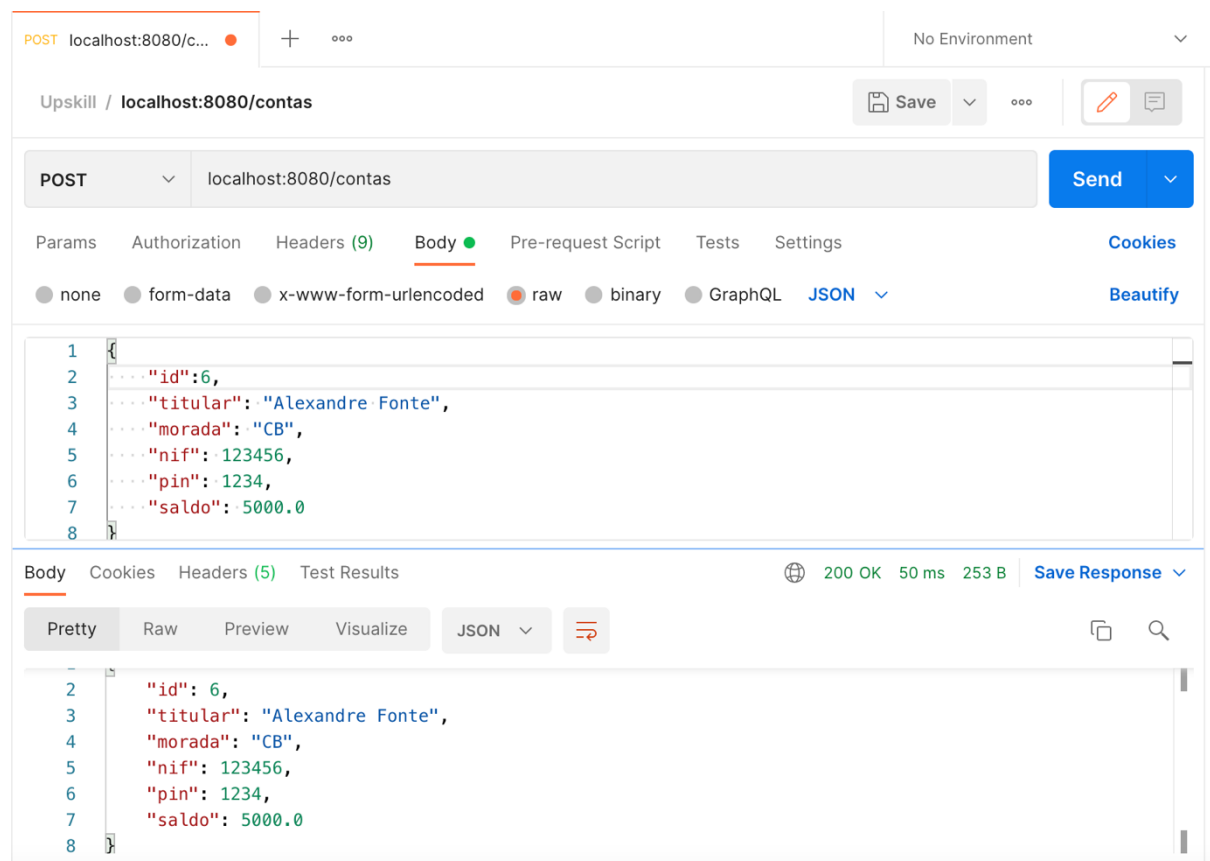 POST localhost:8080/c... No Environment
Upskill / localhost:8080/contas Save
POST localhost:8080/contas Send
Params Authorization Headers (9) Body Pre-request Script Tests Settings Cookies
none form-data x-www-form-urlencoded raw binary GraphQL JSON Beautify
1 {
2 ····"id":6,
3 ····"titular":·"Alexandre·Fonte",
4 ····"morada":·"CB",
5 ····"nif":·123456,
6 ····"pin":·1234,
7 ····"saldo":·5000.0
8 }
Body Cookies Headers (5) Test Results 200 OK 50 ms 253 B Save Response
Pretty Raw Preview Visualize JSON
2 "id": 6,
3 "titular": "Alexandre Fonte",
4 "morada": "CB",
5 "nif": 123456,
6 "pin": 1234,
7 "saldo": 5000.0
8 }